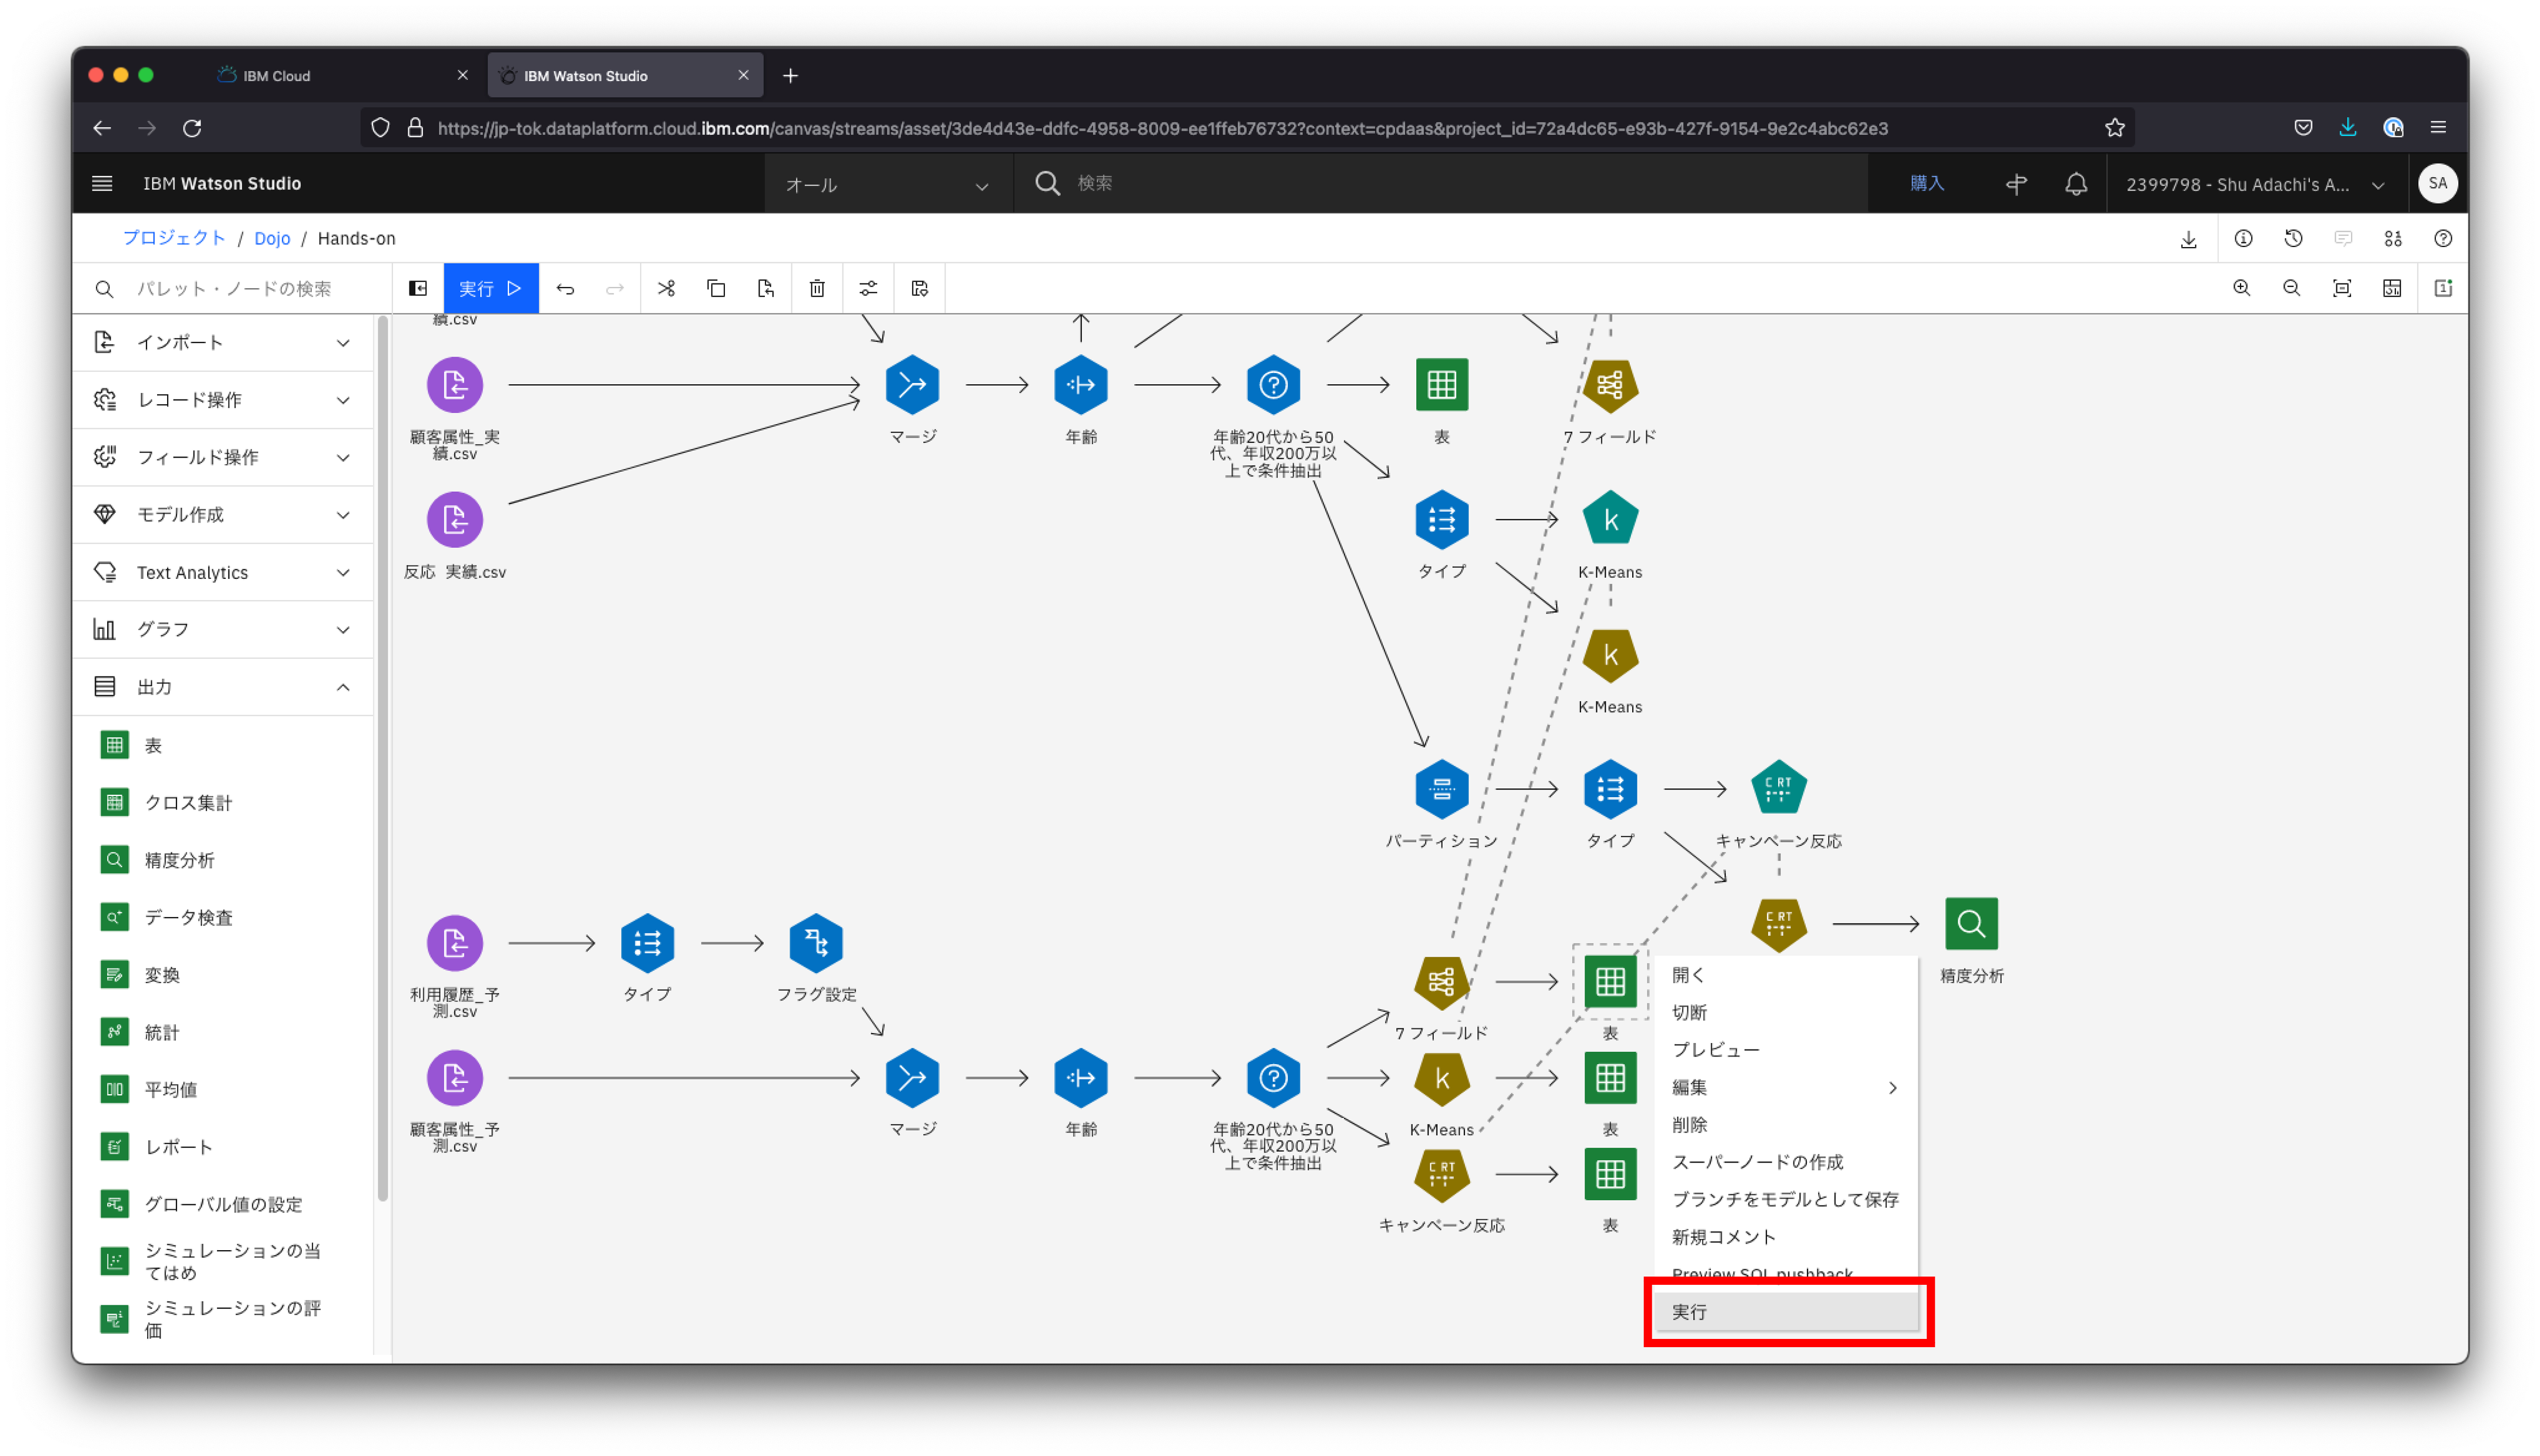 IBM Cloud
IBM Watson Studio
https://jp-tok.dataplatform.cloud.ibm.com/canvas/streams/asset/3de4d43e-ddfc-4958-8009-ee1ffeb76732?context=cpdaas&project_id=72a4dc65-e93b-427f-9154-9e2c4abc62e3
IBM Watson Studio
オール
検索
購入
2399798 - Shu Adachi's A...
SA
プロジェクト / Dojo / Hands-on
パレット・ノードの検索
実行
インポート
レコード操作
フィールド操作
モデル作成
Text Analytics
グラフ
出力
表
クロス集計
精度分析
データ検査
変換
統計
平均値
レポート
グローバル値の設定
シミュレーションの当
てはめ
シミュレーションの評
価
績.csv
顧客属性_実
績.csv
マージ
年齢
年齢20代から50
代、年収200万以
上で条件抽出
表
7 フィールド
反応 実績.csv
タイプ
k
K-Means
k
K-Means
パーティション
タイプ
C RT
キャンペーン反応
C RT
精度分析
利用履歴_予
測.csv
タイプ
フラグ設定
7 フィールド
表
顧客属性_予
測.csv
マージ
年齢
年齢20代から50
代、年収200万以
上で条件抽出
k
K-Means
表
C RT
キャンペーン反応
表
開く
切断
プレビュー
編集
削除
スーパーノードの作成
ブランチをモデルとして保存
新規コメント
Preview SQL pushback
実行